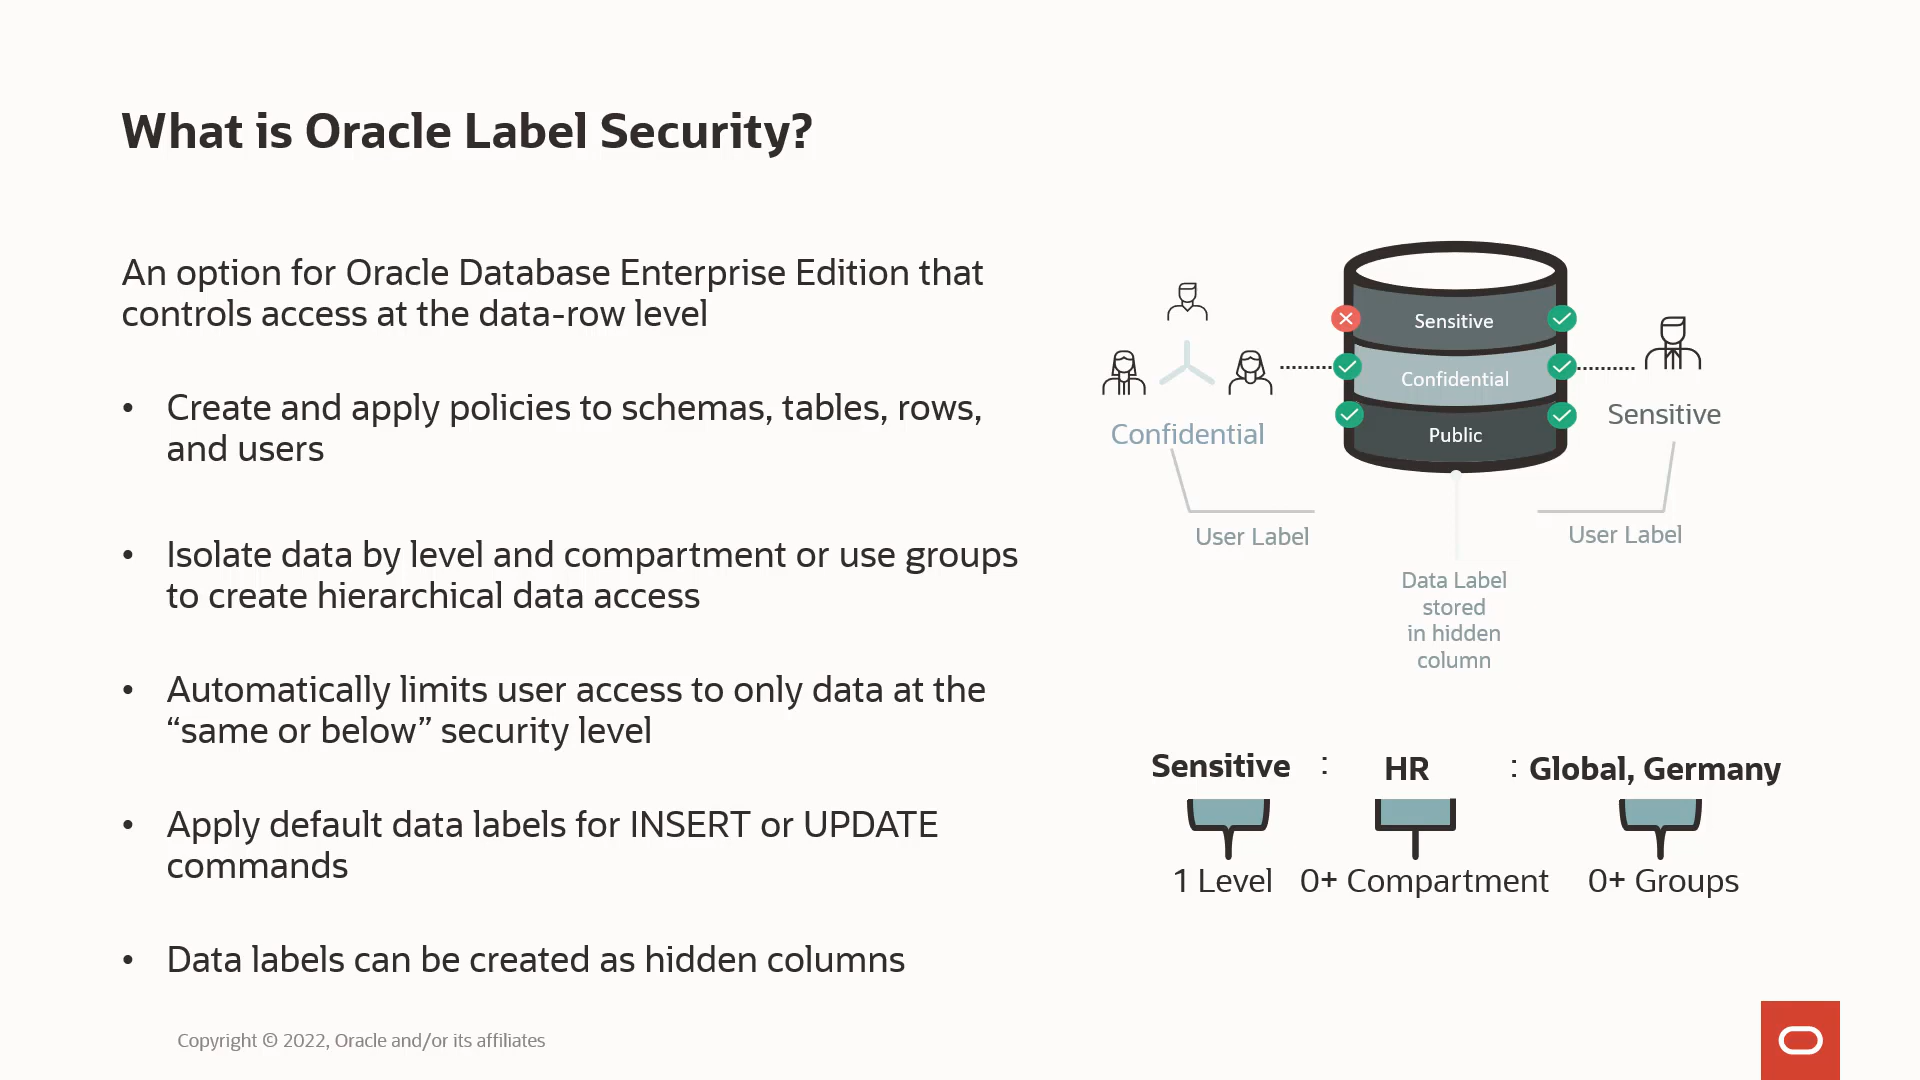 What is Oracle Label Security?
An option for Oracle Database Enterprise Edition that
controls access at the data-row level
• Create and apply policies to schemas, tables, rows,
and users
• Isolate data by level and compartment or use groups
to create hierarchical data access
• Automatically limits user access to only data at the
“same or below” security level
• Apply default data labels for INSERT or UPDATE
commands
• Data labels can be created as hidden columns
Sensitive
Confidential
Public
Confidential
Sensitive
User Label
User Label
Data Label
stored
in hidden
column
Sensitive : HR : Global, Germany
1 Level 0+ Compartment 0+ Groups
Copyright © 2022, Oracle and/or its affiliates